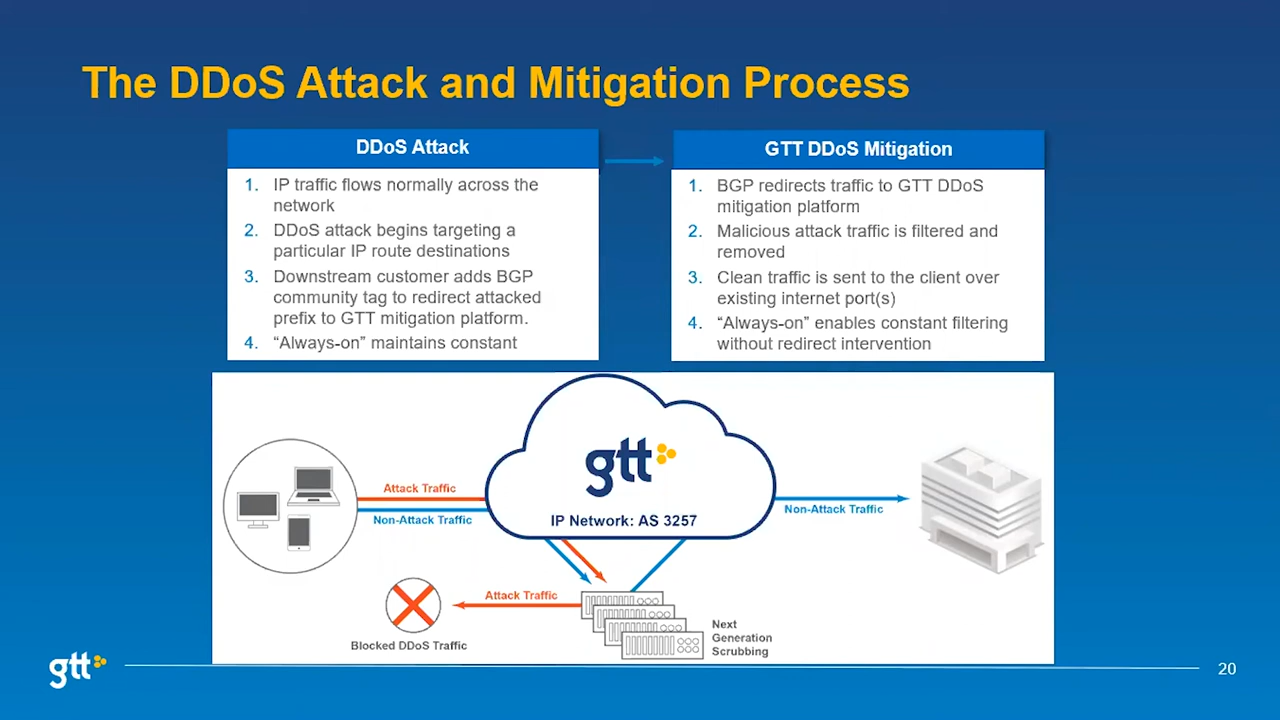 The DDoS Attack and Mitigation Process
DDoS Attack
1. IP traffic flows normally across the
network
2. DDoS attack begins targeting a
particular IP route destinations
3. Downstream customer adds BGP
community tag to redirect attacked
prefix to GTT mitigation platform.
4. “Always-on” maintains constant
GTT DDoS Mitigation
1. BGP redirects traffic to GTT DDoS
mitigation platform
2. Malicious attack traffic is filtered and
removed
3. Clean traffic is sent to the client over
existing internet port(s)
4. “Always-on” enables constant filtering
without redirect intervention
gtt
IP Network: AS 3257
Attack Traffic
Non-Attack Traffic
Non-Attack Traffic
Attack Traffic
Blocked DDoS Traffic
Next
Generation
Scrubbing
gtt
20